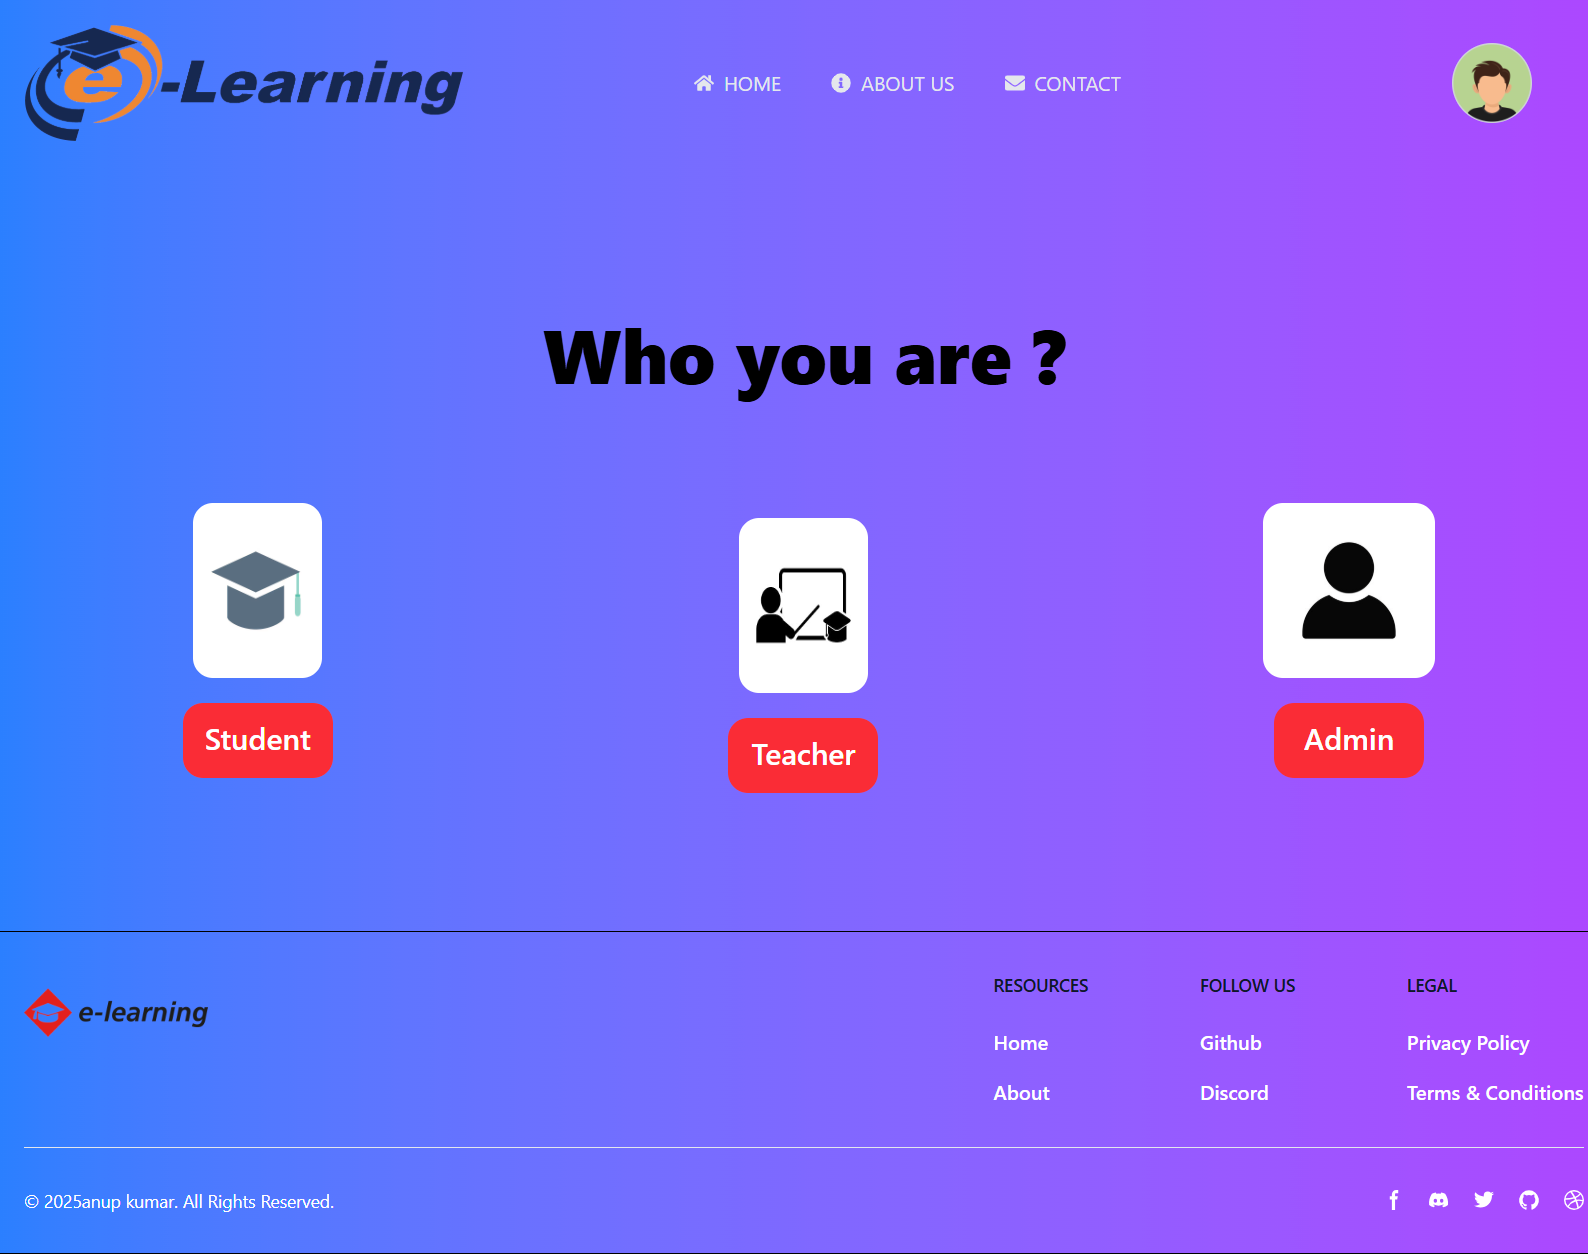 e-Learning
HOME
ABOUT US
CONTACT
Who you are ?
Student
Teacher
Admin
e-learning
RESOURCES
Home
About
FOLLOW US
Github
Discord
LEGAL
Privacy Policy
Terms & Conditions
© 2025anup kumar. All Rights Reserved.